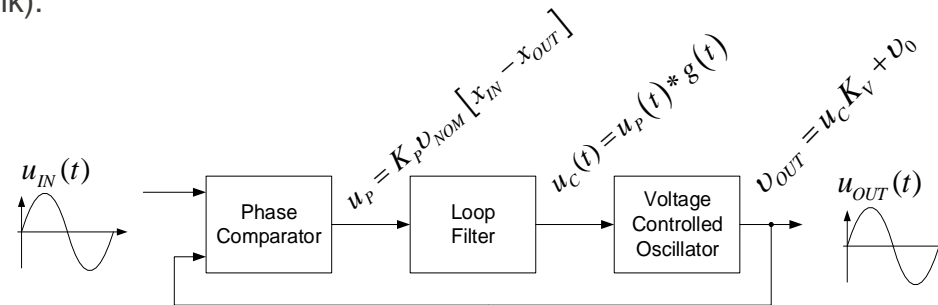 ik).
u_P = K_P υ_NOM [x_IN − x_OUT]
u_C(t) = u_P(t) * g(t)
υ_OUT = u_C K_V + υ_0
u_IN(t)
Phase
Comparator
Loop
Filter
Voltage
Controlled
Oscillator
u_OUT(t)